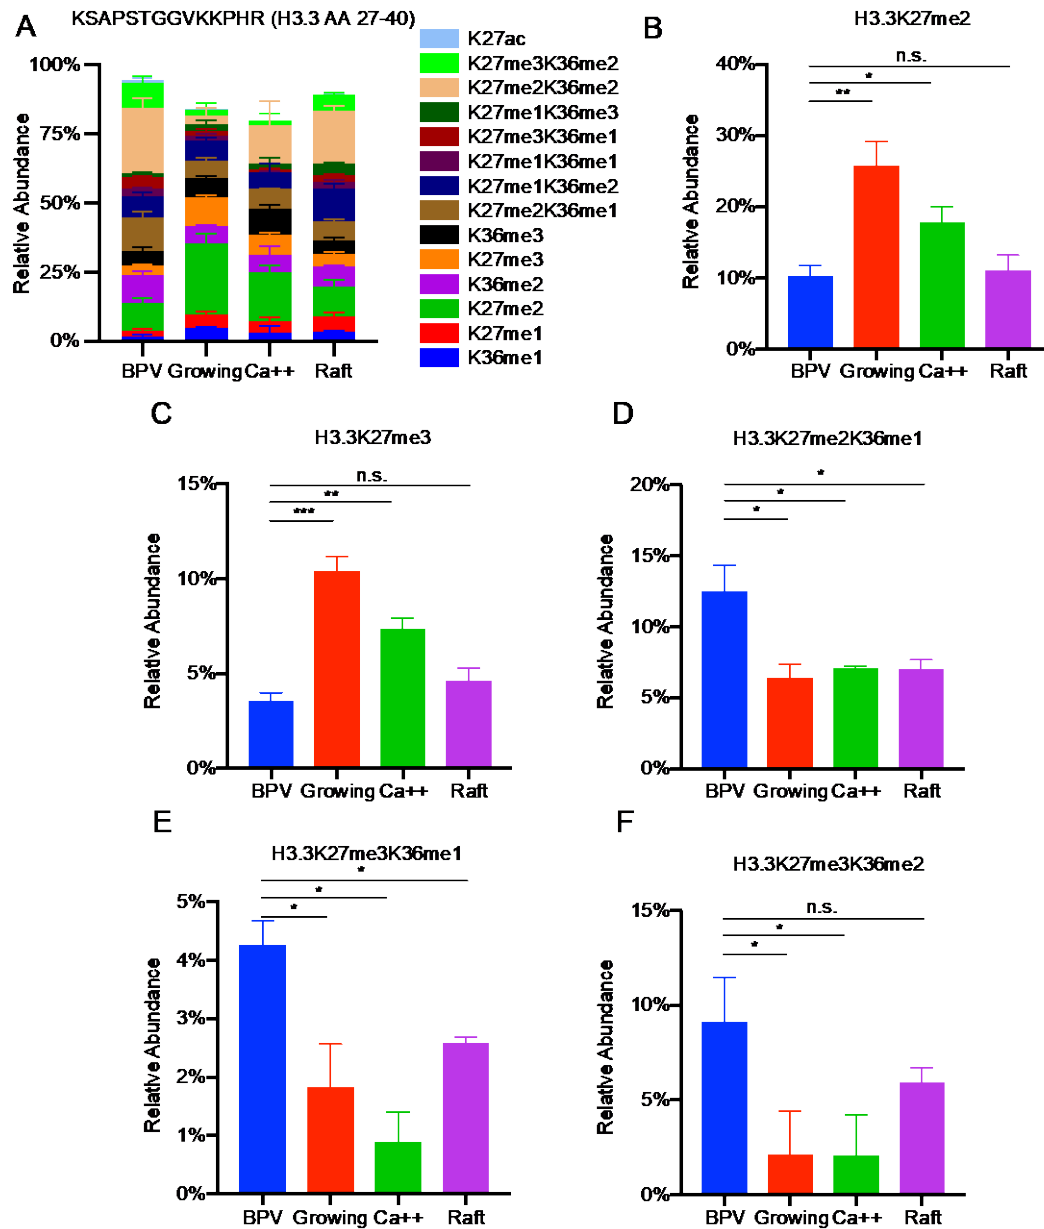 A
KSAPSTGGVKKPHR (H3.3 AA 27-40)
Relative Abundance
100%
75%
50%
25%
0%
BPV Growing Ca++ Raft
K27ac
K27me3K36me2
K27me2K36me2
K27me1K36me3
K27me3K36me1
K27me1K36me1
K27me1K36me2
K27me2K36me1
K36me3
K27me3
K36me2
K27me2
K27me1
K36me1
B
H3.3K27me2
Relative Abundance
40%
30%
20%
10%
0%
n.s.
*
**
BPV Growing Ca++ Raft
C
H3.3K27me3
Relative Abundance
15%
10%
5%
0%
n.s.
**
***
BPV Growing Ca++ Raft
D
H3.3K27me2K36me1
Relative Abundance
20%
15%
10%
5%
0%
*
*
*
BPV Growing Ca++ Raft
E
H3.3K27me3K36me1
Relative Abundance
5%
4%
3%
2%
1%
0%
*
*
*
BPV Growing Ca++ Raft
F
H3.3K27me3K36me2
Relative Abundance
15%
10%
5%
0%
n.s.
*
*
BPV Growing Ca++ Raft